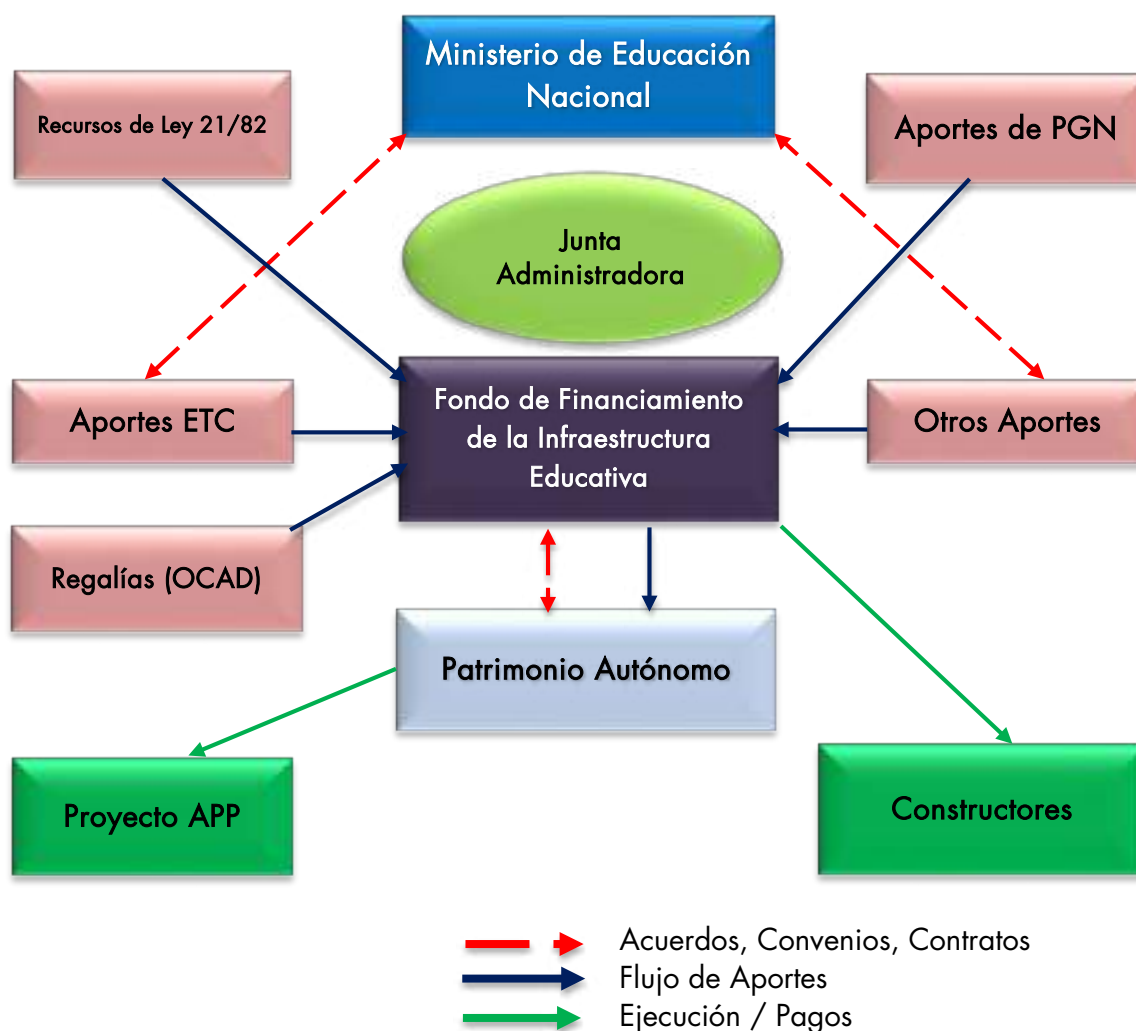 Ministerio de Educación
Nacional
Recursos de Ley 21/82
Aportes de PGN
Junta
Administradora
Aportes ETC
Fondo de Financiamiento
de la Infraestructura
Educativa
Otros Aportes
Regalías (OCAD)
Patrimonio Autónomo
Proyecto APP
Constructores
Acuerdos, Convenios, Contratos
Flujo de Aportes
Ejecución / Pagos